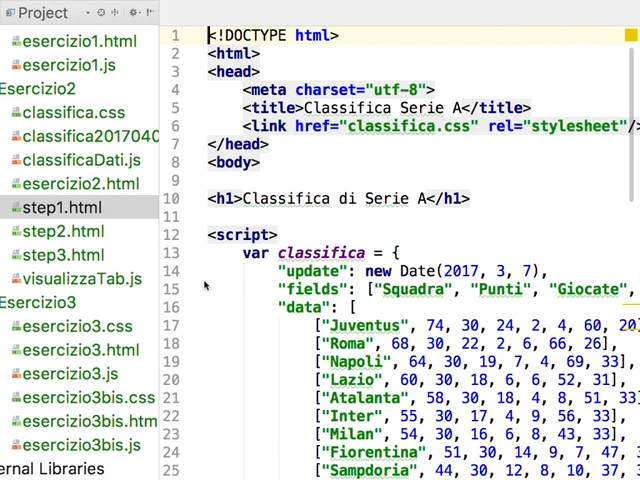 Project
esercizio1.html
esercizio1.js
Esercizio2
classifica.css
classifica2017040
classificaDati.js
esercizio2.html
step1.html
step2.html
step3.html
visualizzaTab.js
Esercizio3
esercizio3.css
esercizio3.html
esercizio3.js
esercizio3bis.css
esercizio3bis.htm
esercizio3bis.js
ernal Libraries
1 <!DOCTYPE html>
2 <html>
3 <head>
4 <meta charset="utf-8">
5 <title>Classifica Serie A</title>
6 <link href="classifica.css" rel="stylesheet"/>
7 </head>
8 <body>
9
10 <h1>Classifica di Serie A</h1>
11
12 <script>
13 var classifica = {
14 "update": new Date(2017, 3, 7),
15 "fields": ["Squadra", "Punti", "Giocate",
16 "data": [
17 ["Juventus", 74, 30, 24, 2, 4, 60, 20]
18 ["Roma", 68, 30, 22, 2, 6, 66, 26],
19 ["Napoli", 64, 30, 19, 7, 4, 69, 33]
20 ["Lazio", 60, 30, 18, 6, 6, 52, 31],
21 ["Atalanta", 58, 30, 18, 4, 8, 51, 33]
22 ["Inter", 55, 30, 17, 4, 9, 56, 33],
23 ["Milan", 54, 30, 16, 6, 8, 43, 33],
24 ["Fiorentina", 51, 30, 14, 9, 7, 47, 3
25 ["Sampdoria", 44, 30, 12, 8, 10, 37, 3